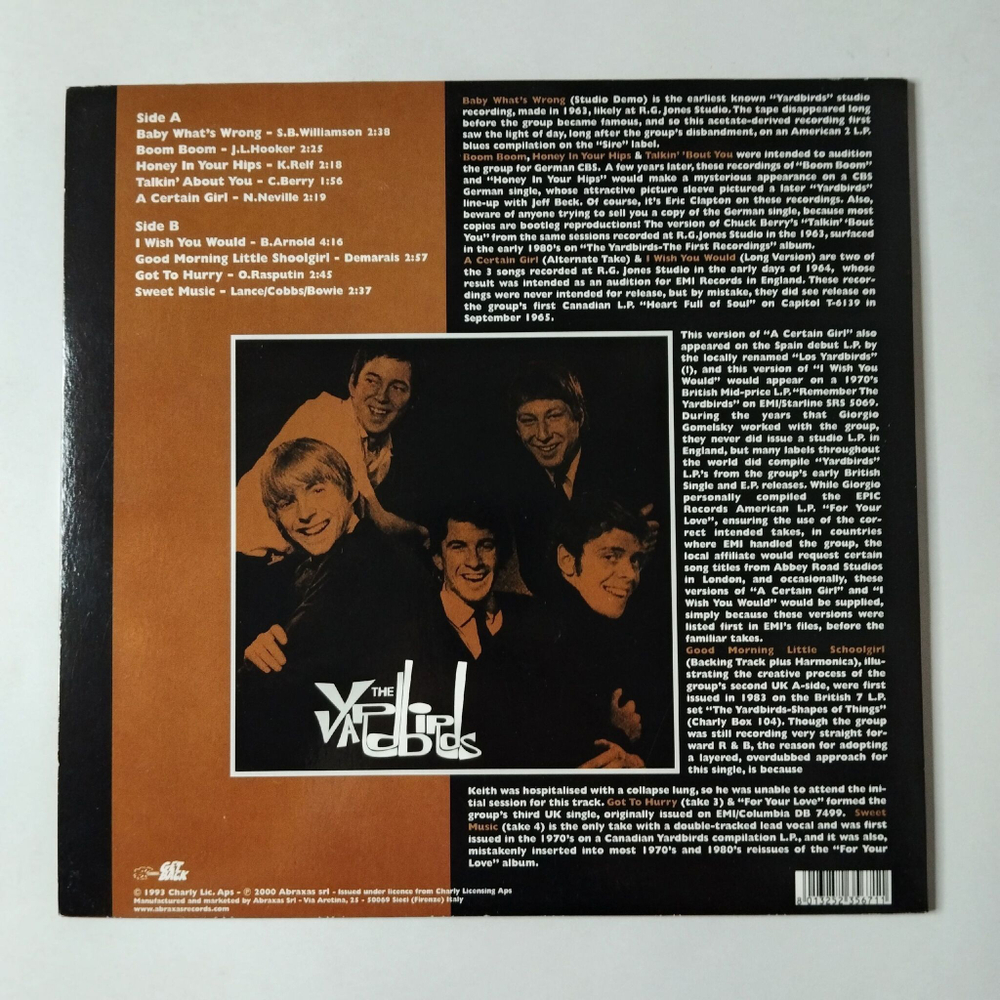 Side A
Baby What's Wrong – S.B.Williamson 2:38
Boom Boom – J.L.Hooker 2:25
Honey In Your Hips – K.Relf 2:18
Talkin' About You – C.Berry 1:56
A Certain Girl – N.Neville 2:19
Side B
I Wish You Would – B.Arnold 4:16
Good Morning Little Shoolgirl – Demarais 2:57
Got To Hurry – O.Rasputin 2:45
Sweet Music – Lance/Cobbs/Bowie 2:37
Baby What's Wrong (Studio Demo) is the earliest known "Yardbirds" studio
recording, made in 1963, likely at R.G. Jones Studio. The tape disappeared long
before the group became famous, and so this acetate-derived recording first
saw the light of day, long after the group's disbandment, on an American 2 L.P.
blues compilation on the "Sire" label.
Boom Boom, Honey In Your Hips & Talkin' 'Bout You were intended to audition
the group for German CBS. A few years later, these recordings of "Boom Boom"
and "Honey In Your Hips" would make a mysterious appearance on a CBS
German single, whose attractive picture sleeve pictured a later "Yardbirds"
line-up with Jeff Beck. Of course, it's Eric Clapton on these recordings. Also,
beware of anyone trying to sell you a copy of the German single, because most
copies are bootleg reproductions! The version of Chuck Berry's "Talkin' 'Bout
You" from the same sessions recorded at R.G.Jones Studio in the 1963, surfaced
in the early 1980's on "The Yardbirds-The First Recordings" album.
A Certain Girl (Alternate Take) & I Wish You Would (Long Version) are two of
the 3 songs recorded at R.G. Jones Studio in the early days of 1964, whose
result was intended as an audition for EMI Records in England. These recor-
dings were never intended for release, but by mistake, they did see release on
the group's first Canadian L.P. "Heart Full of Soul" on Capitol T-6139 in
September 1965.
This version of "A Certain Girl" also
appeared on the Spain debut L.P. by
the locally renamed "Los Yardbirds"
(!), and this version of "I Wish You
Would" would appear on a 1970's
British Mid-price L.P. "Remember The
Yardbirds" on EMI/Starline SRS 5069.
During the years that Giorgio
Gomelsky worked with the group,
they never did issue a studio L.P. in
England, but many labels throughout
the world did compile "Yardbirds"
L.P.'s from the group's early British
Single and E.P. releases. While Giorgio
personally compiled the EPIC
Records American L.P. "For Your
Love", ensuring the use of the cor-
rect intended takes, in countries
where EMI handled the group, the
local affiliate would request certain
song titles from Abbey Road Studios
in London, and occasionally, these
versions of "A Certain Girl" and "I
Wish You Would" would be supplied,
simply because these versions were
listed first in EMI's files, before the
familiar takes.
Good Morning Little Schoolgirl
(Backing Track plus Harmonica), illu-
strating the creative process of the
group's second UK A-side, were first
issued in 1983 on the British 7 L.P.
set "The Yardbirds-Shapes of Things"
(Charly Box 104). Though the group
was still recording very straight for-
ward R & B, the reason for adopting
a layered, overdubbed approach for
this single, is because
Keith was hospitalised with a collapse lung, so he was unable to attend the ini-
tial session for this track. Got To Hurry (take 3) & "For Your Love" formed the
group's third UK single, originally issued on EMI/Columbia DB 7499. Sweet
Music (take 4) is the only take with a double-tracked lead vocal and was first
issued in the 1970's on a Canadian Yardbirds compilation L.P., and it was also,
mistakenly inserted into most 1970's and 1980's reissues of the "For Your
Love" album.
THE
YARDBIRDS
GET
BACK
© 1993 Charly Lic. Aps – ℗ 2000 Abraxas srl – Issued under licence from Charly Licensing Aps
Manufactured and marketed by Abraxas Srl – Via Aretina, 25 – 50069 Sieci (Firenze) Italy
www.abraxasrecords.com
8 013252 356711